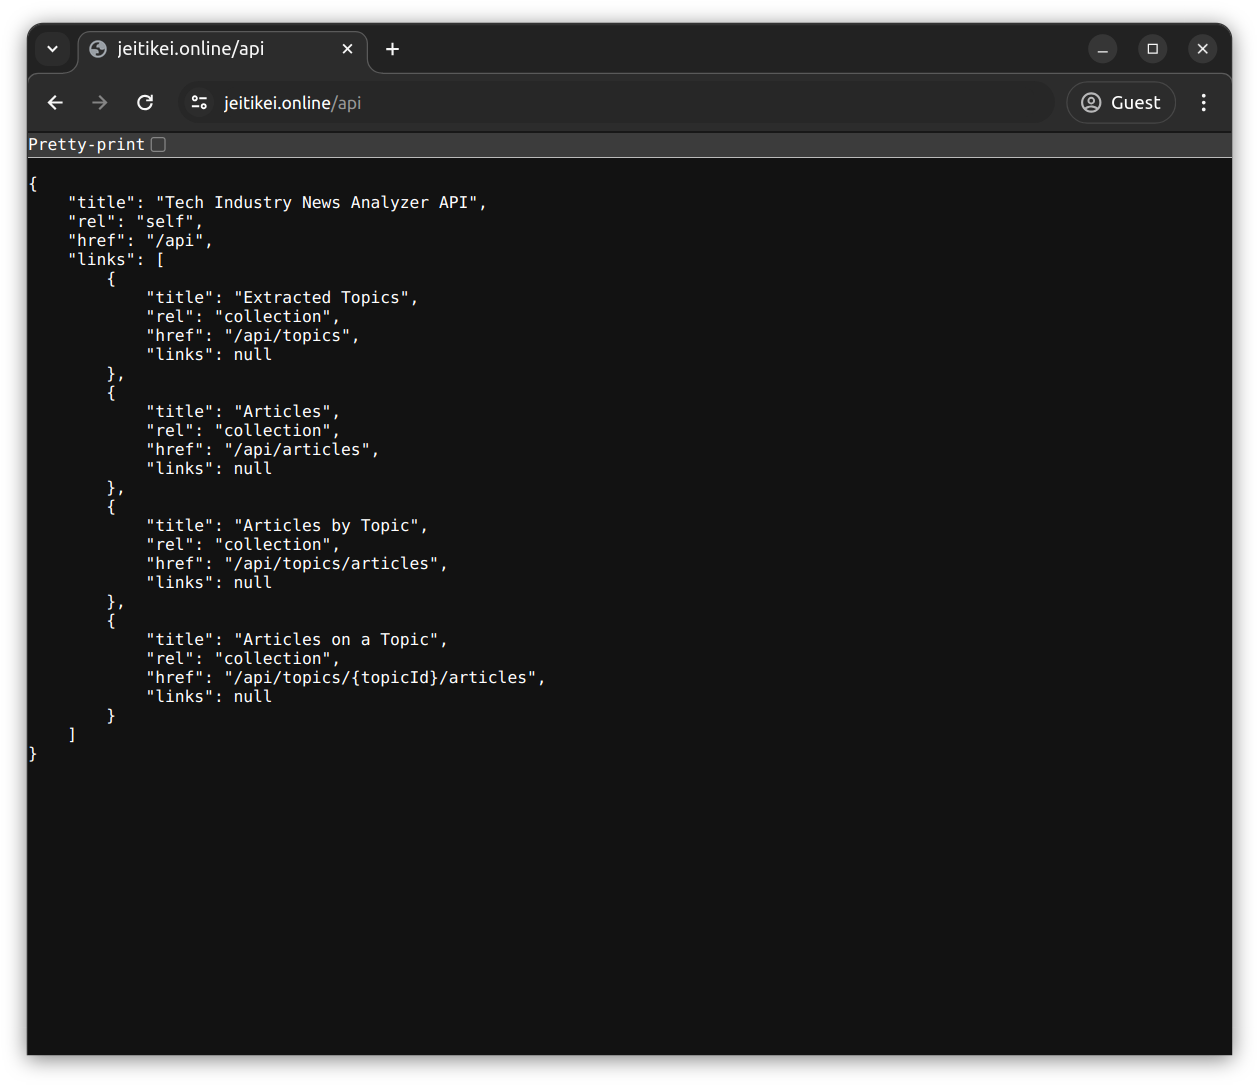 jeitikei.online/api
jeitikei.online/api
Guest
Pretty-print
{
    "title": "Tech Industry News Analyzer API",
    "rel": "self",
    "href": "/api",
    "links": [
        {
            "title": "Extracted Topics",
            "rel": "collection",
            "href": "/api/topics",
            "links": null
        },
        {
            "title": "Articles",
            "rel": "collection",
            "href": "/api/articles",
            "links": null
        },
        {
            "title": "Articles by Topic",
            "rel": "collection",
            "href": "/api/topics/articles",
            "links": null
        },
        {
            "title": "Articles on a Topic",
            "rel": "collection",
            "href": "/api/topics/{topicId}/articles",
            "links": null
        }
    ]
}